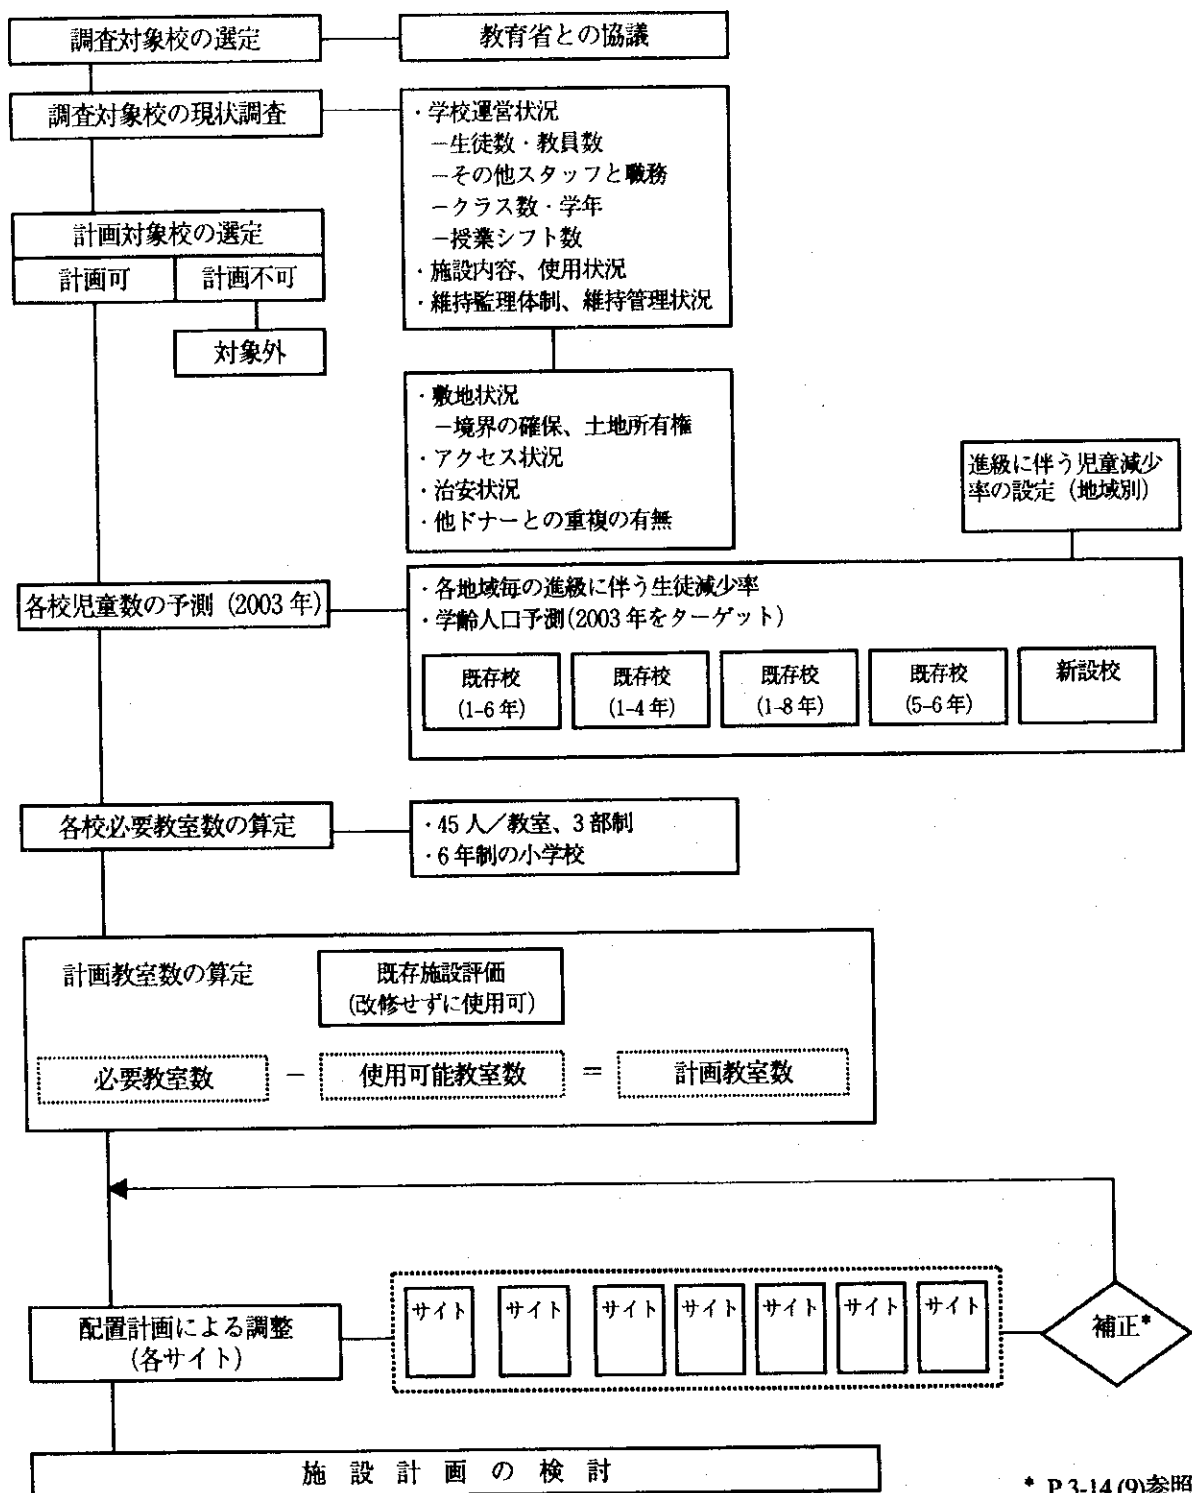 調査対象校の選定
教育省との協議
調査対象校の現状調査
・学校運営状況
－生徒数・教員数
－その他スタッフと職務
－クラス数・学年
－授業シフト数
・施設内容、使用状況
・維持監理体制、維持管理状況
計画対象校の選定
計画可
計画不可
対象外
・敷地状況
－境界の確保、土地所有権
・アクセス状況
・治安状況
・他ドナーとの重複の有無
進級に伴う児童減少
率の設定（地域別）
各校児童数の予測（2003 年）
・各地域毎の進級に伴う生徒減少率
・学齢人口予測(2003 年をターゲット）
既存校
(1–6 年）
既存校
(1–4 年）
既存校
(1–8 年）
既存校
(5–6 年）
新設校
各校必要教室数の算定
・45 人／教室、3 部制
・6 年制の小学校
計画教室数の算定
既存施設評価
(改修せずに使用可）
必要教室数 － 使用可能教室数 ＝ 計画教室数
配置計画による調整
(各サイト）
サイト サイト サイト サイト サイト サイト サイト
補正*
施 設 計 画 の 検 討
* P.3-14 (9)参照